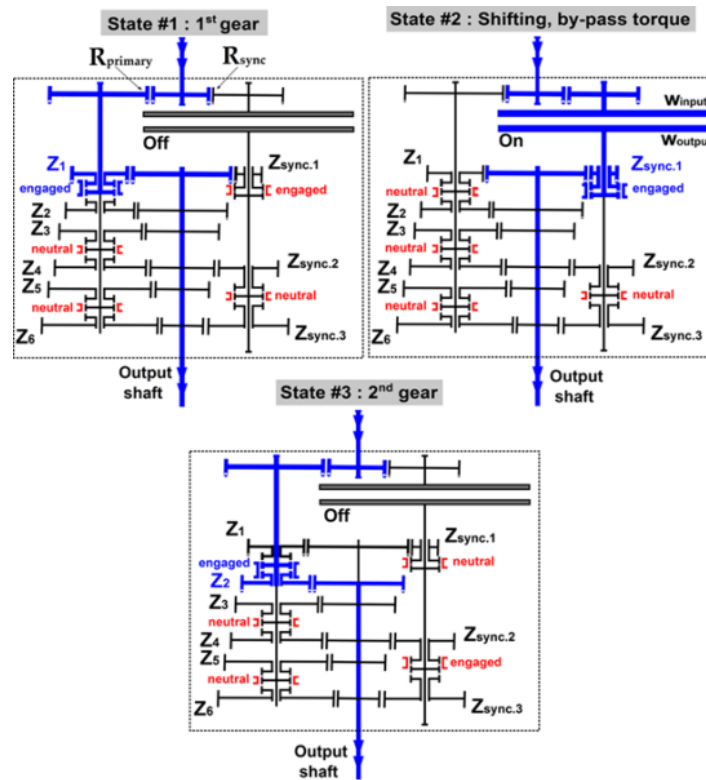 State #1 : 1st gear
Rprimary
Rsync
Off
Z1
engaged
Zsync.1
engaged
Z2
Z3
neutral
Z4
Zsync.2
Z5
neutral
neutral
Z6
Zsync.3
Output
shaft
State #2 : Shifting, by-pass torque
Winput
On
Woutput
Z1
Zsync.1
neutral
engaged
Z2
Z3
neutral
Z4
Zsync.2
Z5
neutral
neutral
Z6
Zsync.3
Output
shaft
State #3 : 2nd gear
Off
Z1
Zsync.1
engaged
neutral
Z2
Z3
neutral
Z4
Zsync.2
Z5
engaged
neutral
Z6
Zsync.3
Output
shaft